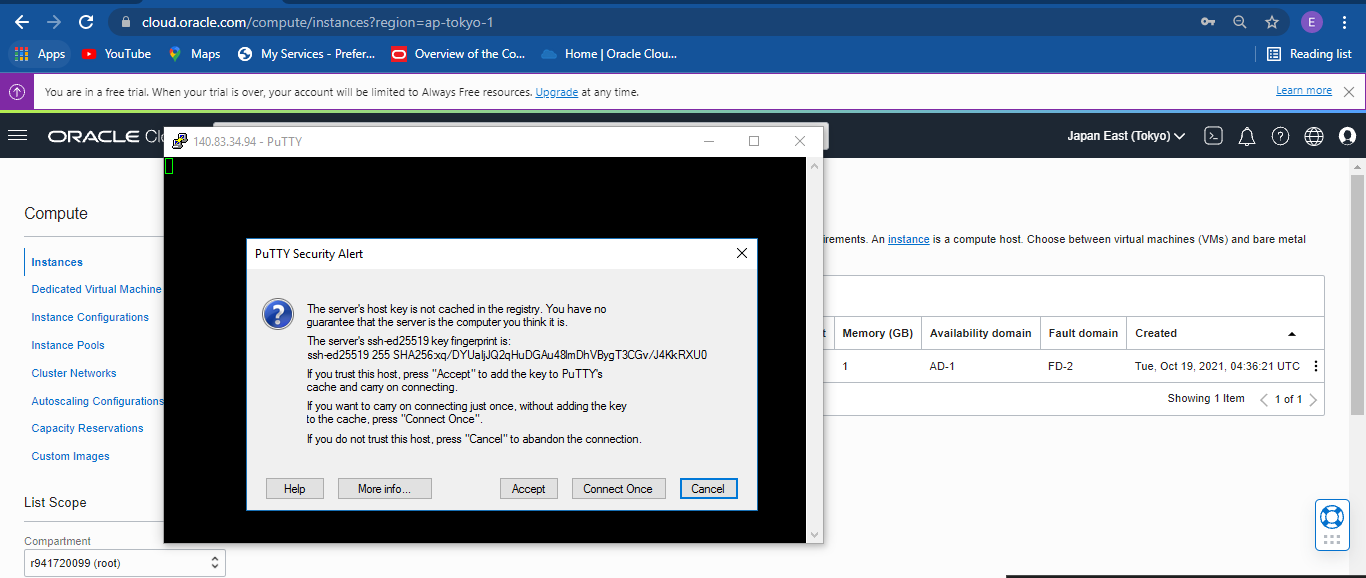 cloud.oracle.com/compute/instances?region=ap-tokyo-1
E
Apps YouTube Maps My Services - Prefer... Overview of the Co... Home | Oracle Clou... Reading list
You are in a free trial. When your trial is over, your account will be limited to Always Free resources. Upgrade at any time. Learn more
ORACLE Cl
Japan East (Tokyo)
140.83.34.94 - PuTTY
Compute
Instances
Dedicated Virtual Machine
Instance Configurations
Instance Pools
Cluster Networks
Autoscaling Configurations
Capacity Reservations
Custom Images
List Scope
Compartment
r941720099 (root)
PuTTY Security Alert
The server's host key is not cached in the registry. You have no
guarantee that the server is the computer you think it is.
The server's ssh-ed25519 key fingerprint is:
ssh-ed25519 255 SHA256:xq/DYUaljJQ2qHuDGAu48lmDhVBygT3CGv/J4KkRXU0
If you trust this host, press "Accept" to add the key to PuTTY's
cache and carry on connecting.
If you want to carry on connecting just once, without adding the key
to the cache, press "Connect Once".
If you do not trust this host, press "Cancel" to abandon the connection.
Help More info... Accept Connect Once Cancel
irements. An instance is a compute host. Choose between virtual machines (VMs) and bare metal
t Memory (GB) Availability domain Fault domain Created
1 AD-1 FD-2 Tue, Oct 19, 2021, 04:36:21 UTC
Showing 1 Item 1 of 1